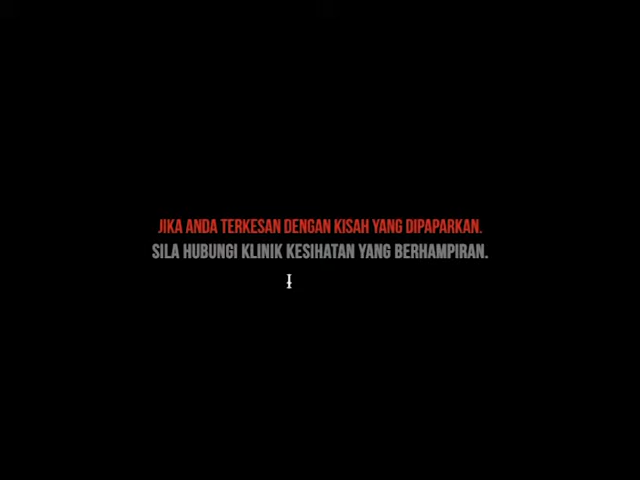 JIKA ANDA TERKESAN DENGAN KISAH YANG DIPAPARKAN.
SILA HUBUNGI KLINIK KESIHATAN YANG BERHAMPIRAN.